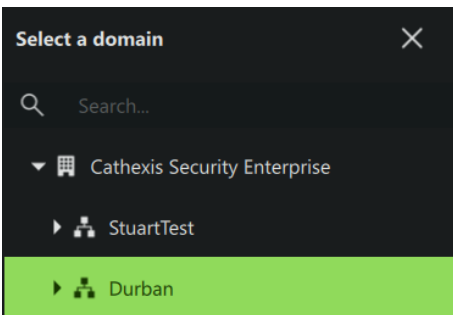 Select a domain
Search...
Cathexis Security Enterprise
StuartTest
Durban